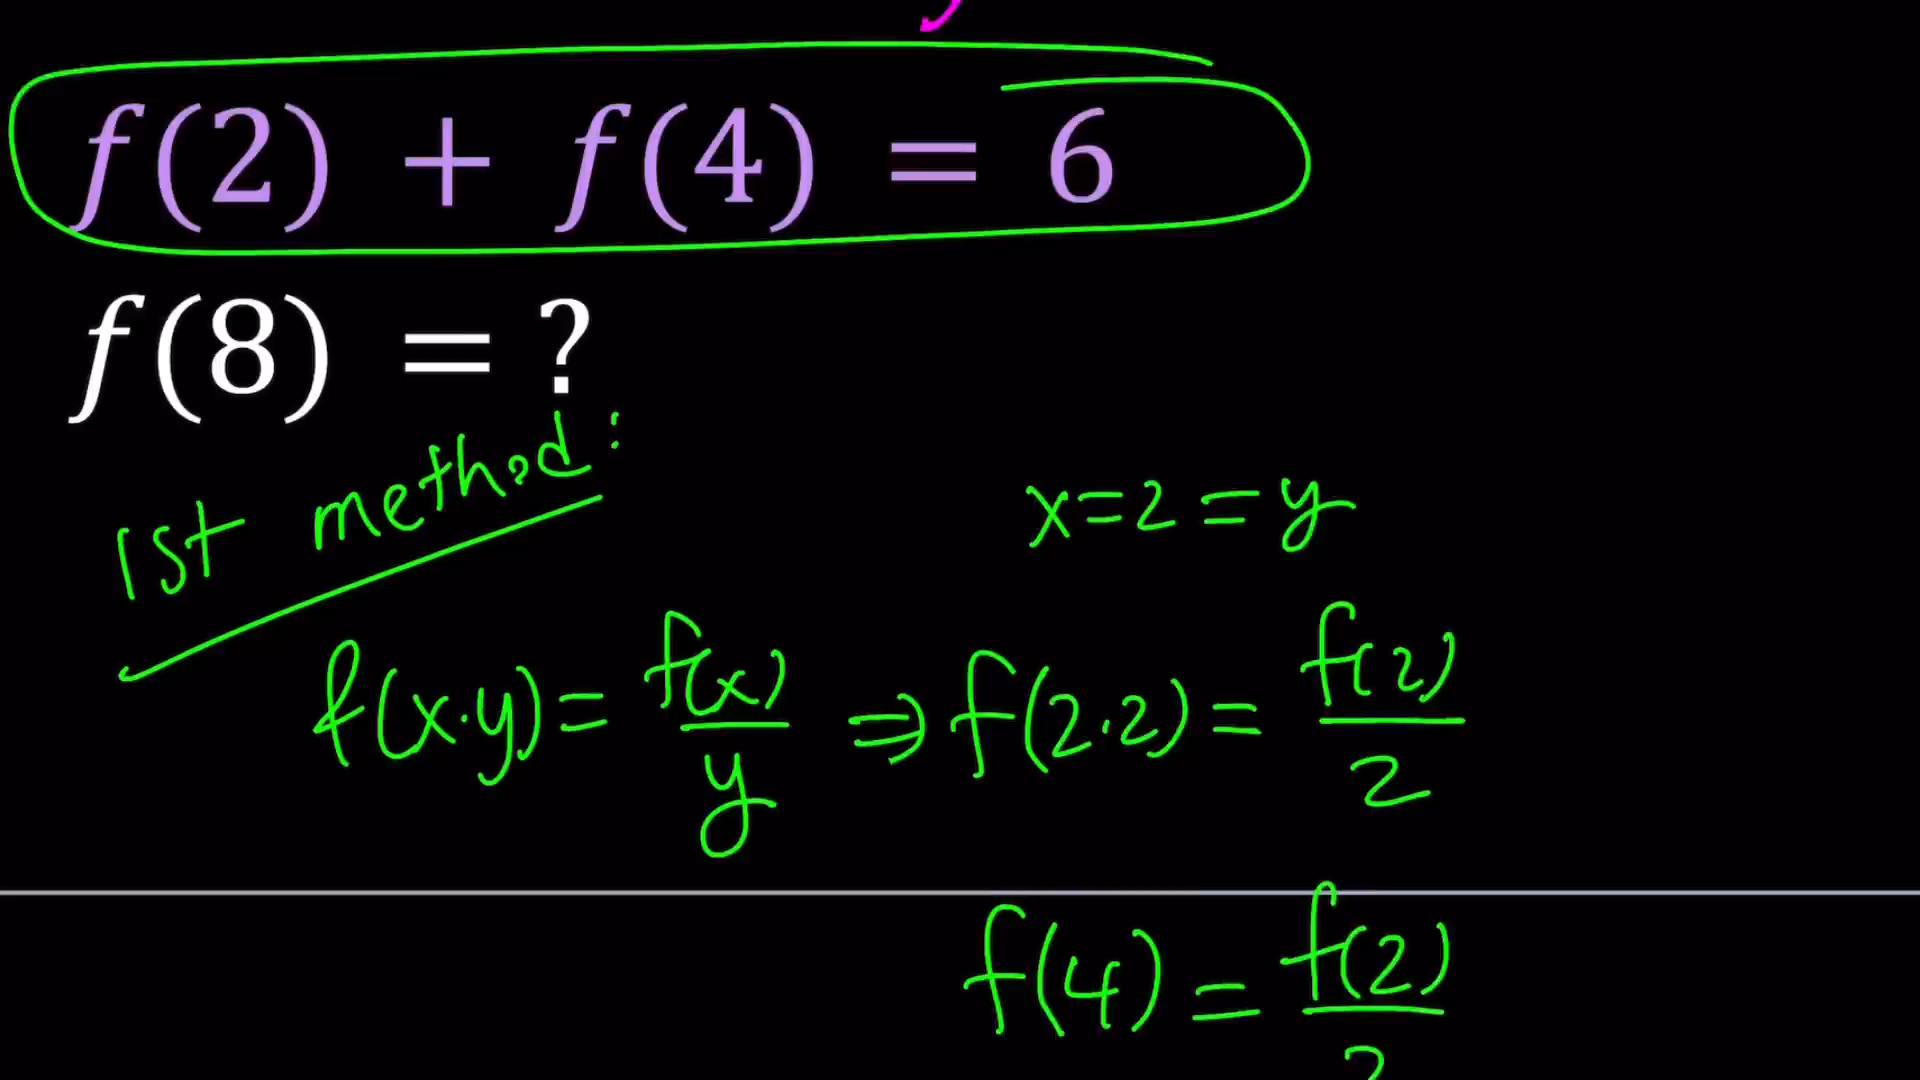 f(2) + f(4) = 6
f(8) = ?
1st method:
x=2=y
f(x·y)= f(x)/y ⇒ f(2·2)= f(2)/2
f(4) = f(2)/2